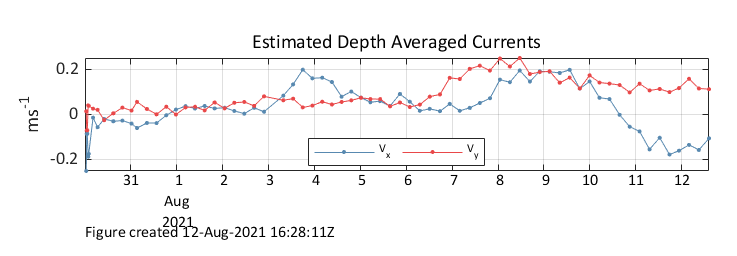 Estimated Depth Averaged Currents
ms-1
0.2
0
-0.2
Vx Vy
31 1 2 3 4 5 6 7 8 9 10 11 12
Aug
2021
Figure created 12-Aug-2021 16:28:11Z